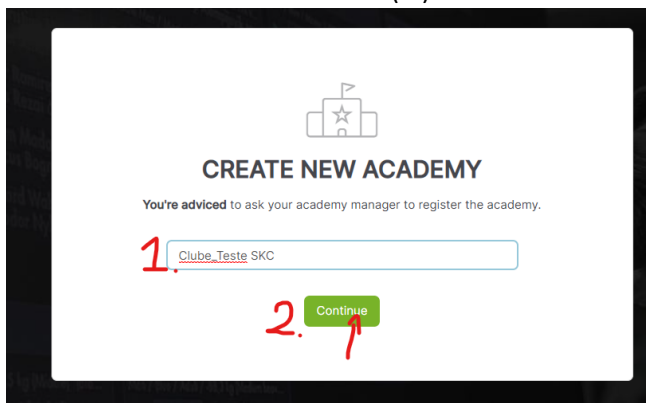 CREATE NEW ACADEMY
You're adviced to ask your academy manager to register the academy.
1.
Clube_Teste SKC
2.
Continue